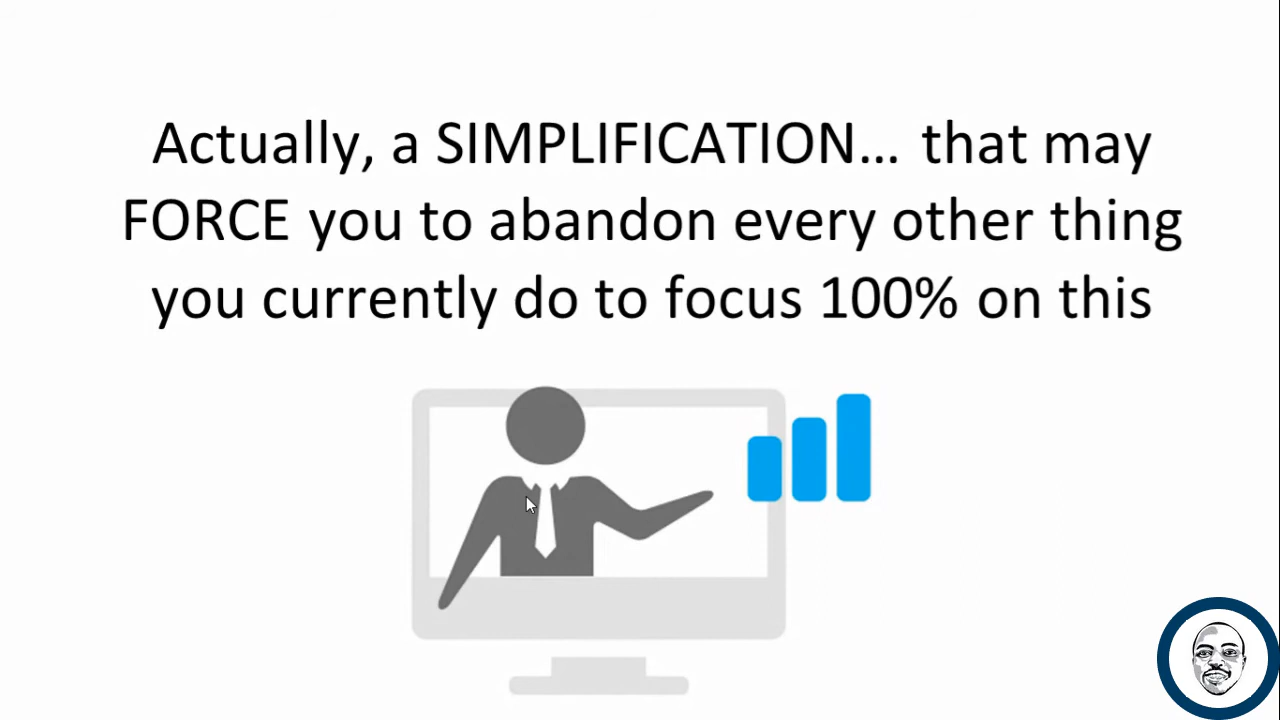 Actually, a SIMPLIFICATION... that may
FORCE you to abandon every other thing
you currently do to focus 100% on this